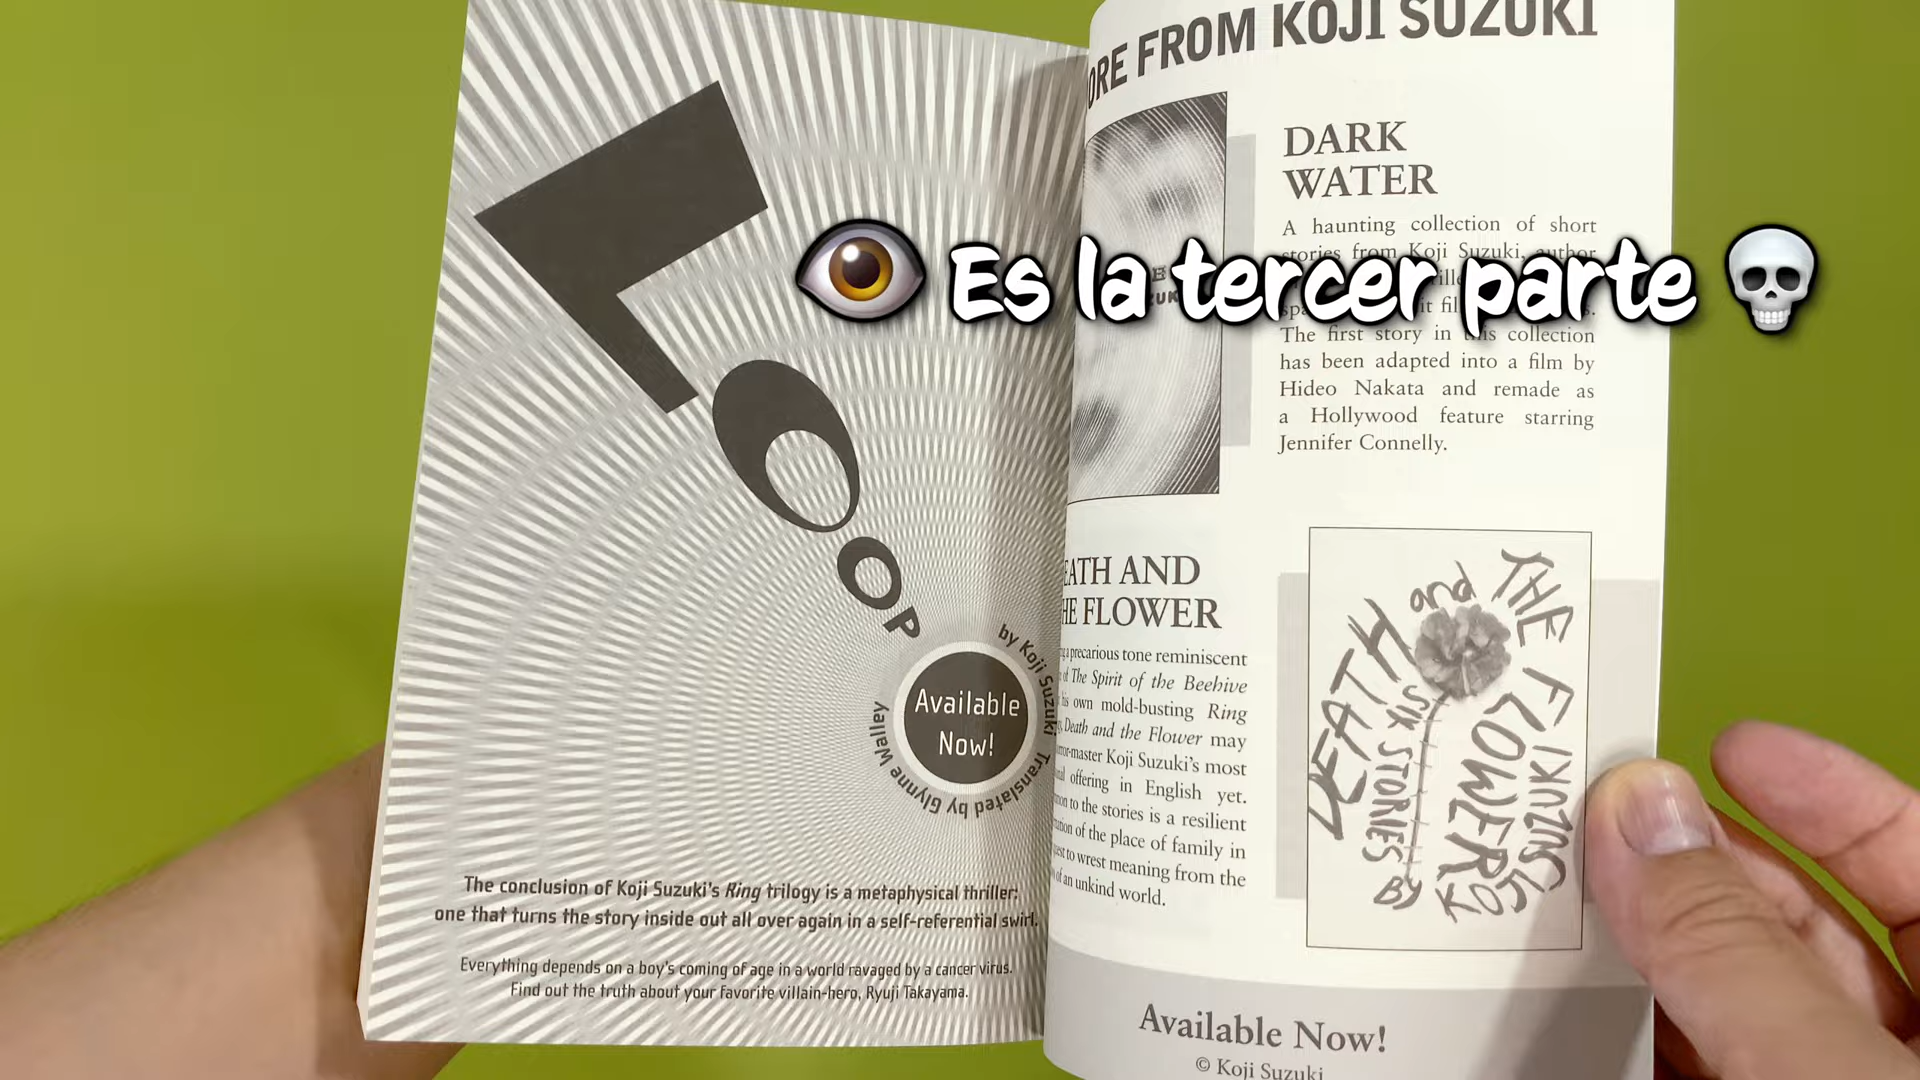 LOOP
by Koji Suzuki
Translated by Glynne Walley
Available
Now!
The conclusion of Koji Suzuki's Ring trilogy is a metaphysical thriller:
one that turns the story inside out all over again in a self-referential swirl.
Everything depends on a boy's coming of age in a world ravaged by a cancer virus.
Find out the truth about your favorite villain-hero, Ryuji Takayama.
👁 Es la tercer parte 💀
ORE FROM KOJI SUZUKI
DARK
WATER
A haunting collection of short
stories from Koji Suzuki, author
The first story in this collection
has been adapted into a film by
Hideo Nakata and remade as
a Hollywood feature starring
Jennifer Connelly.
EATH AND
HE FLOWER
a precarious tone reminiscent
of The Spirit of the Beehive
his own mold-busting Ring
Death and the Flower may
master Koji Suzuki's most
offering in English yet.
to the stories is a resilient
of the place of family in
to wrest meaning from the
of an unkind world.
DEATH and THE FLOWER
SIX STORIES
BY KOJI SUZUKI
Available Now!
© Koji Suzuki